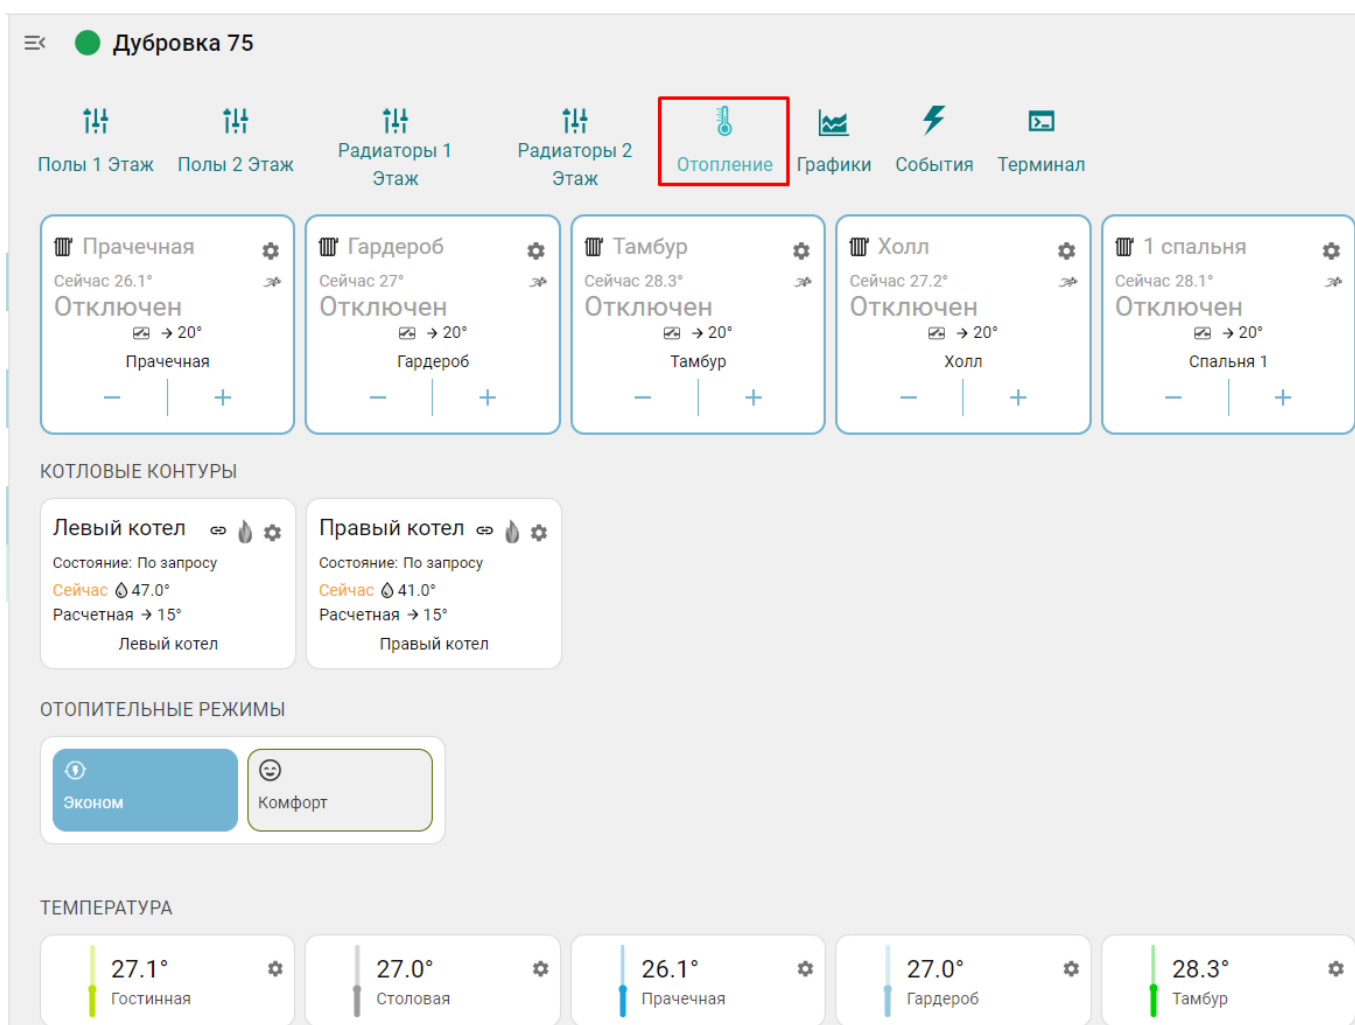 Дубровка 75
Полы 1 Этаж
Полы 2 Этаж
Радиаторы 1
Этаж
Радиаторы 2
Этаж
Отопление
Графики
События
Терминал
Прачечная
Сейчас 26.1°
Отключен
→ 20°
Прачечная
− +
Гардероб
Сейчас 27°
Отключен
→ 20°
Гардероб
− +
Тамбур
Сейчас 28.3°
Отключен
→ 20°
Тамбур
− +
Холл
Сейчас 27.2°
Отключен
→ 20°
Холл
− +
1 спальня
Сейчас 28.1°
Отключен
→ 20°
Спальня 1
− +
КОТЛОВЫЕ КОНТУРЫ
Левый котел
Состояние: По запросу
Сейчас 47.0°
Расчетная → 15°
Левый котел
Правый котел
Состояние: По запросу
Сейчас 41.0°
Расчетная → 15°
Правый котел
ОТОПИТЕЛЬНЫЕ РЕЖИМЫ
Эконом
Комфорт
ТЕМПЕРАТУРА
27.1°
Гостинная
27.0°
Столовая
26.1°
Прачечная
27.0°
Гардероб
28.3°
Тамбур